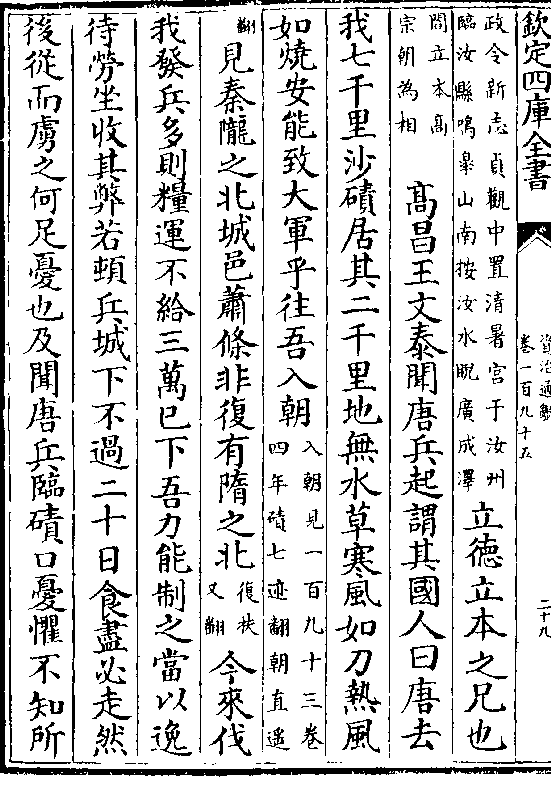 欽定四庫全書
資治通鑑
卷一百九十五
二十九
政令新志貞觀中置清暑宮于汝州
臨汝縣鳴臯山南按汝水睨廣成澤
立德立本之兄也
閻立本髙
宗朝為相
髙昌王文泰聞唐兵起謂其國人曰唐去
我七千里沙磧居其二千里地無水草寒風如刀熱風
如燒安能致大軍乎往吾入朝
入朝見一百九十三巻
四年磧七迹翻朝直遥
翻
見秦隴之北城邑蕭條非復有隋之北
復扶
又翻
今來伐
我發兵多則糧運不給三萬已下吾力能制之當以逸
待勞坐收其弊若頓兵城下不過二十日食盡必走然
後從而虜之何足憂也及聞唐兵臨磧口憂懼不知所